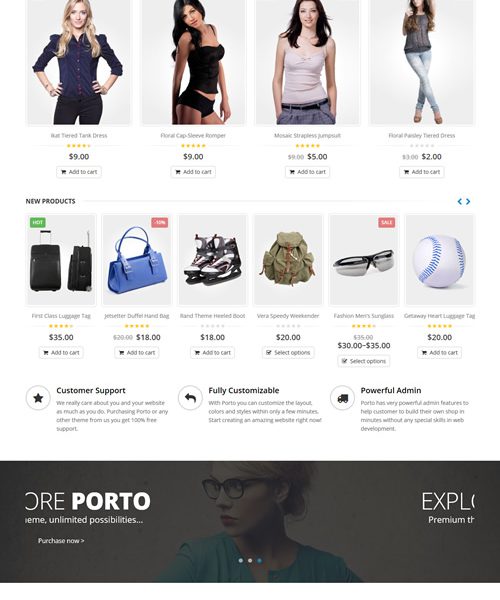 Ikat Tiered Tank Dress
$9.00
Add to cart
Floral Cap-Sleeve Romper
$9.00
Add to cart
Mosaic Strapless Jumpsuit
$9.00 $5.00
Add to cart
Floral Paisley Tiered Dress
$3.00 $2.00
Add to cart
NEW PRODUCTS
HOT
First Class Luggage Tag
$35.00
Add to cart
-10%
Jetsetter Duffel Hand Bag
$20.00 $18.00
Add to cart
Rand Theme Heeled Boot
$18.00
Add to cart
Vera Speedy Weekender
$20.00
Select options
SALE
Fashion Men's Sunglass
$35.00
$30.00–$35.00
Select options
Getaway Heart Luggage Tag
$20.00
Add to cart
Customer Support
We really care about you and your website
as much as you do. Purchasing Porto or any
other theme from us you get 100% free
support.
Fully Customizable
With Porto you can customize the layout,
colors and styles within only a few minutes.
Start creating an amazing website right now!
Powerful Admin
Porto has very powerful admin features to
help customer to build their own shop in
minutes without any special skills in web
development.
ORE PORTO
eme, unlimited possibilities...
Purchase now >
EXPLO
Premium th